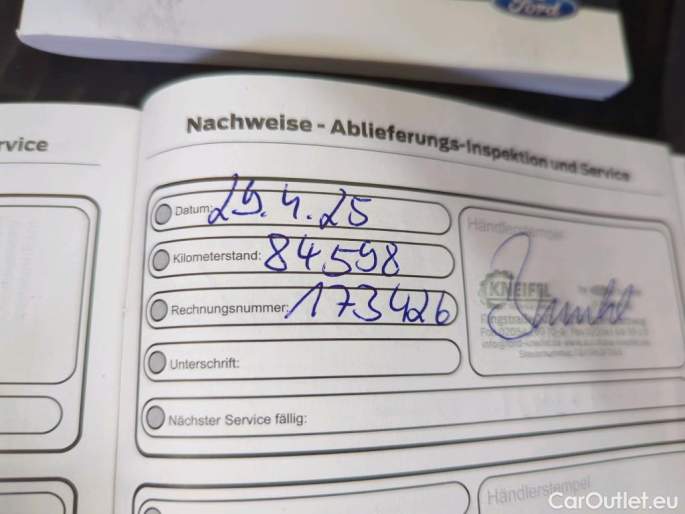 Ford
rvice
Nachweise - Ablieferungs-Inspektion und Service
Datum: 29.4.25
Händlerstempel
Kilometerstand: 84598
KNEIFEL
Rechnungsnummer: 173426
Unterschrift:
Nächster Service fällig:
Händlerstempel
CarOutlet.eu